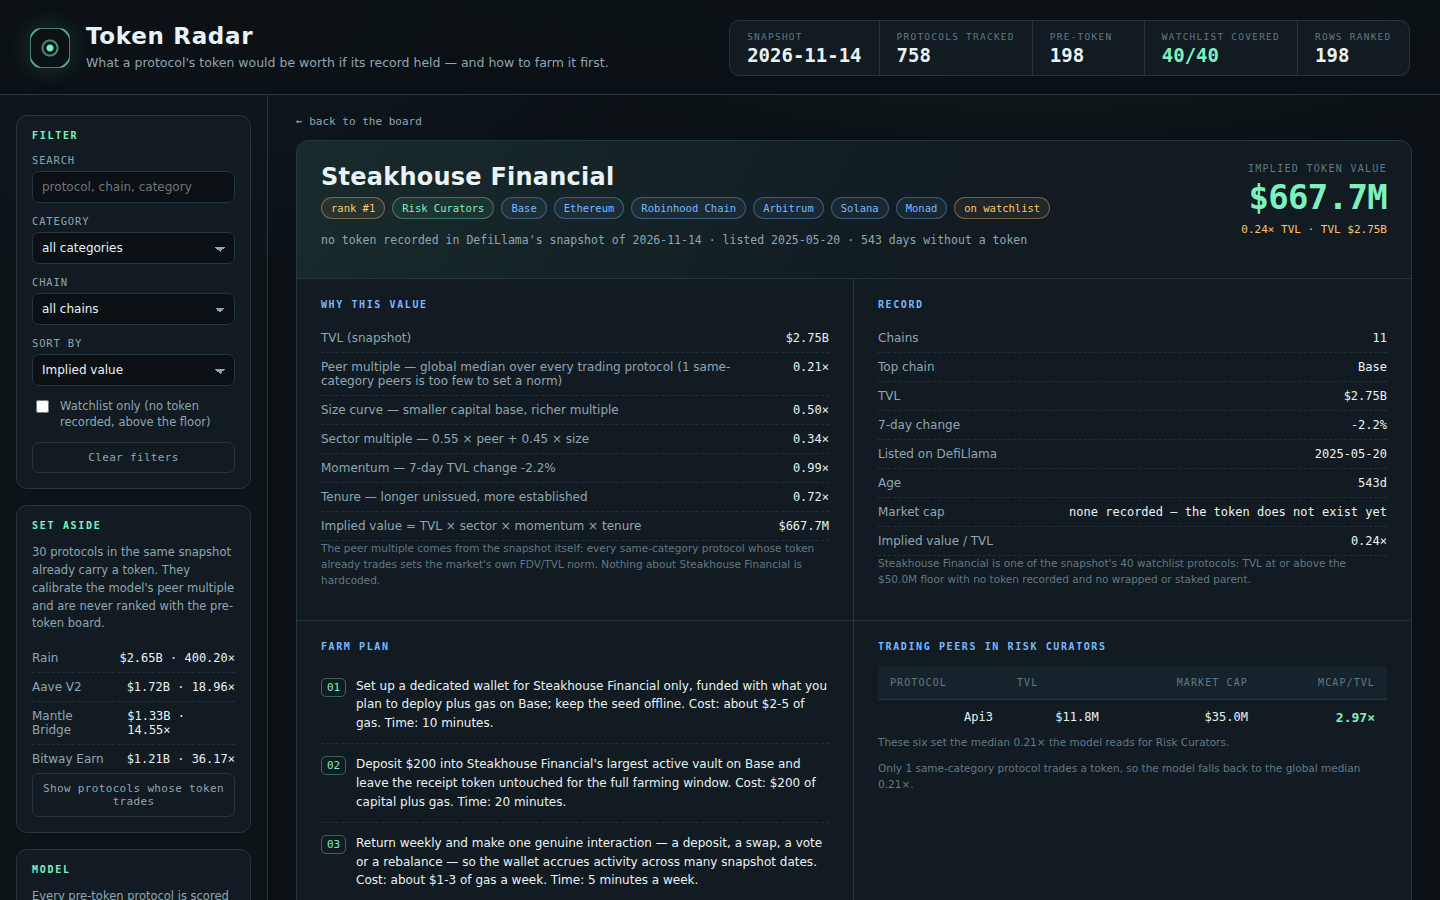 Token Radar
What a protocol's token would be worth if its record held — and how to farm it first.
SNAPSHOT
2026-11-14
PROTOCOLS TRACKED
758
PRE-TOKEN
198
WATCHLIST COVERED
40/40
ROWS RANKED
198
FILTER
SEARCH
protocol, chain, category
CATEGORY
all categories
CHAIN
all chains
SORT BY
Implied value
Watchlist only (no token
recorded, above the floor)
Clear filters
SET ASIDE
30 protocols in the same snapshot
already carry a token. They
calibrate the model's peer multiple
and are never ranked with the pre-
token board.
Rain $2.65B · 400.20×
Aave V2 $1.72B · 18.96×
Mantle Bridge $1.33B · 14.55×
Bitway Earn $1.21B · 36.17×
Show protocols whose token
trades
MODEL
Every pre-token protocol is scored
← back to the board
Steakhouse Financial
rank #1 Risk Curators Base Ethereum Robinhood Chain Arbitrum Solana Monad on watchlist
no token recorded in DefiLlama's snapshot of 2026-11-14 · listed 2025-05-20 · 543 days without a token
IMPLIED TOKEN VALUE
$667.7M
0.24× TVL · TVL $2.75B
WHY THIS VALUE
TVL (snapshot) $2.75B
Peer multiple — global median over every trading protocol (1 same-
category peers is too few to set a norm) 0.21×
Size curve — smaller capital base, richer multiple 0.50×
Sector multiple — 0.55 × peer + 0.45 × size 0.34×
Momentum — 7-day TVL change -2.2% 0.99×
Tenure — longer unissued, more established 0.72×
Implied value = TVL × sector × momentum × tenure $667.7M
The peer multiple comes from the snapshot itself: every same-category protocol whose token
already trades sets the market's own FDV/TVL norm. Nothing about Steakhouse Financial is
hardcoded.
RECORD
Chains 11
Top chain Base
TVL $2.75B
7-day change -2.2%
Listed on DefiLlama 2025-05-20
Age 543d
Market cap none recorded — the token does not exist yet
Implied value / TVL 0.24×
Steakhouse Financial is one of the snapshot's 40 watchlist protocols: TVL at or above the
$50.0M floor with no token recorded and no wrapped or staked parent.
FARM PLAN
01 Set up a dedicated wallet for Steakhouse Financial only, funded with what you
plan to deploy plus gas on Base; keep the seed offline. Cost: about $2-5 of
gas. Time: 10 minutes.
02 Deposit $200 into Steakhouse Financial's largest active vault on Base and
leave the receipt token untouched for the full farming window. Cost: $200 of
capital plus gas. Time: 20 minutes.
03 Return weekly and make one genuine interaction — a deposit, a swap, a vote
or a rebalance — so the wallet accrues activity across many snapshot dates.
Cost: about $1-3 of gas a week. Time: 5 minutes a week.
TRADING PEERS IN RISK CURATORS
PROTOCOL TVL MARKET CAP MCAP/TVL
Api3 $11.8M $35.0M 2.97×
These six set the median 0.21× the model reads for Risk Curators.
Only 1 same-category protocol trades a token, so the model falls back to the global median
0.21×.